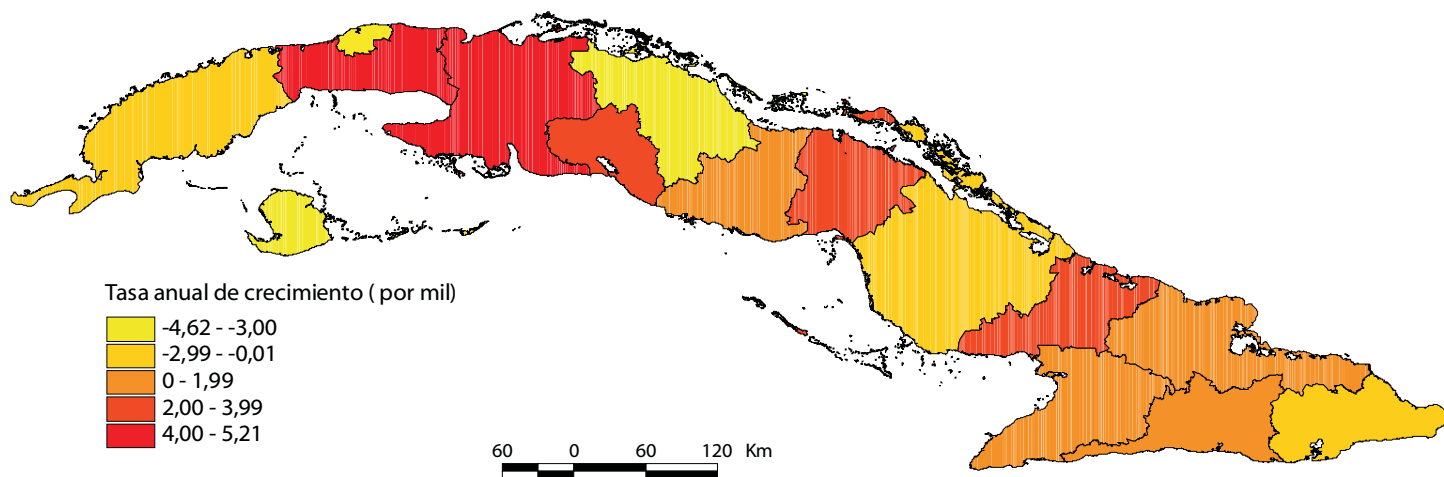 Tasa anual de crecimiento ( por mil)
-4,62 - -3,00
-2,99 - -0,01
0 - 1,99
2,00 - 3,99
4,00 - 5,21
60 0 60 120 Km